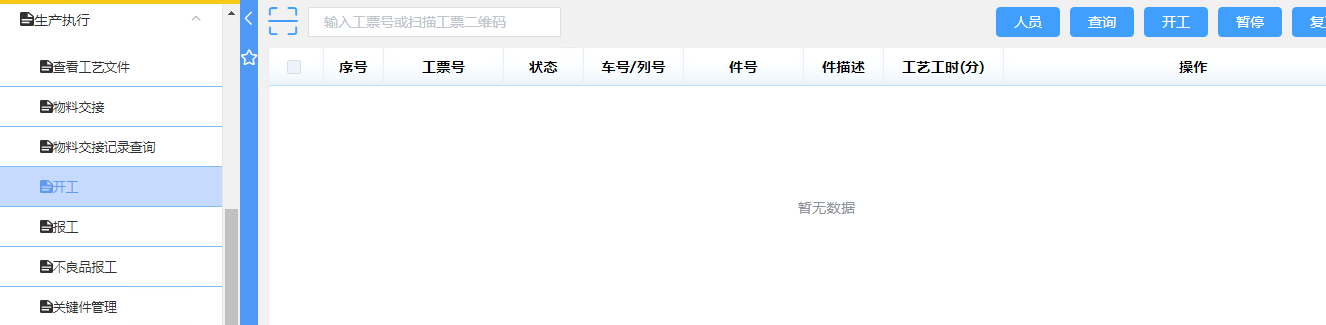 生产执行
查看工艺文件
物料交接
物料交接记录查询
开工
报工
不良品报工
关键件管理
输入工票号或扫描工票二维码
人员 查询 开工 暂停
序号 工票号 状态 车号/列号 件号 件描述 工艺工时(分) 操作
暂无数据